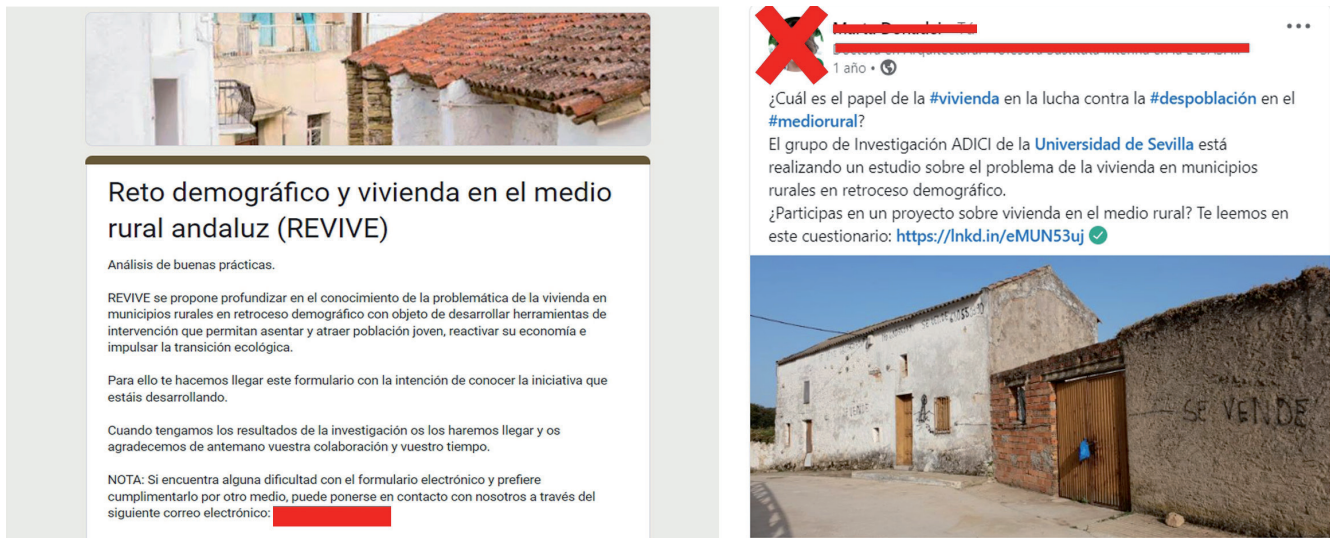 Reto demográfico y vivienda en el medio
rural andaluz (REVIVE)
Análisis de buenas prácticas.
REVIVE se propone profundizar en el conocimiento de la problemática de la vivienda en
municipios rurales en retroceso demográfico con objeto de desarrollar herramientas de
intervención que permitan asentar y atraer población joven, reactivar su economía e
impulsar la transición ecológica.
Para ello te hacemos llegar este formulario con la intención de conocer la iniciativa que
estáis desarrollando.
Cuando tengamos los resultados de la investigación os los haremos llegar y os
agradecemos de antemano vuestra colaboración y vuestro tiempo.
NOTA: Si encuentra alguna dificultad con el formulario electrónico y prefiere
cumplimentarlo por otro medio, puede ponerse en contacto con nosotros a través del
siguiente correo electrónico:
1 año •
¿Cuál es el papel de la #vivienda en la lucha contra la #despoblación en el
#mediorural?
El grupo de Investigación ADICI de la Universidad de Sevilla está
realizando un estudio sobre el problema de la vivienda en municipios
rurales en retroceso demográfico.
¿Participas en un proyecto sobre vivienda en el medio rural? Te leemos en
este cuestionario: https://lnkd.in/eMUN53uj
SE VENDE
SE VENDE